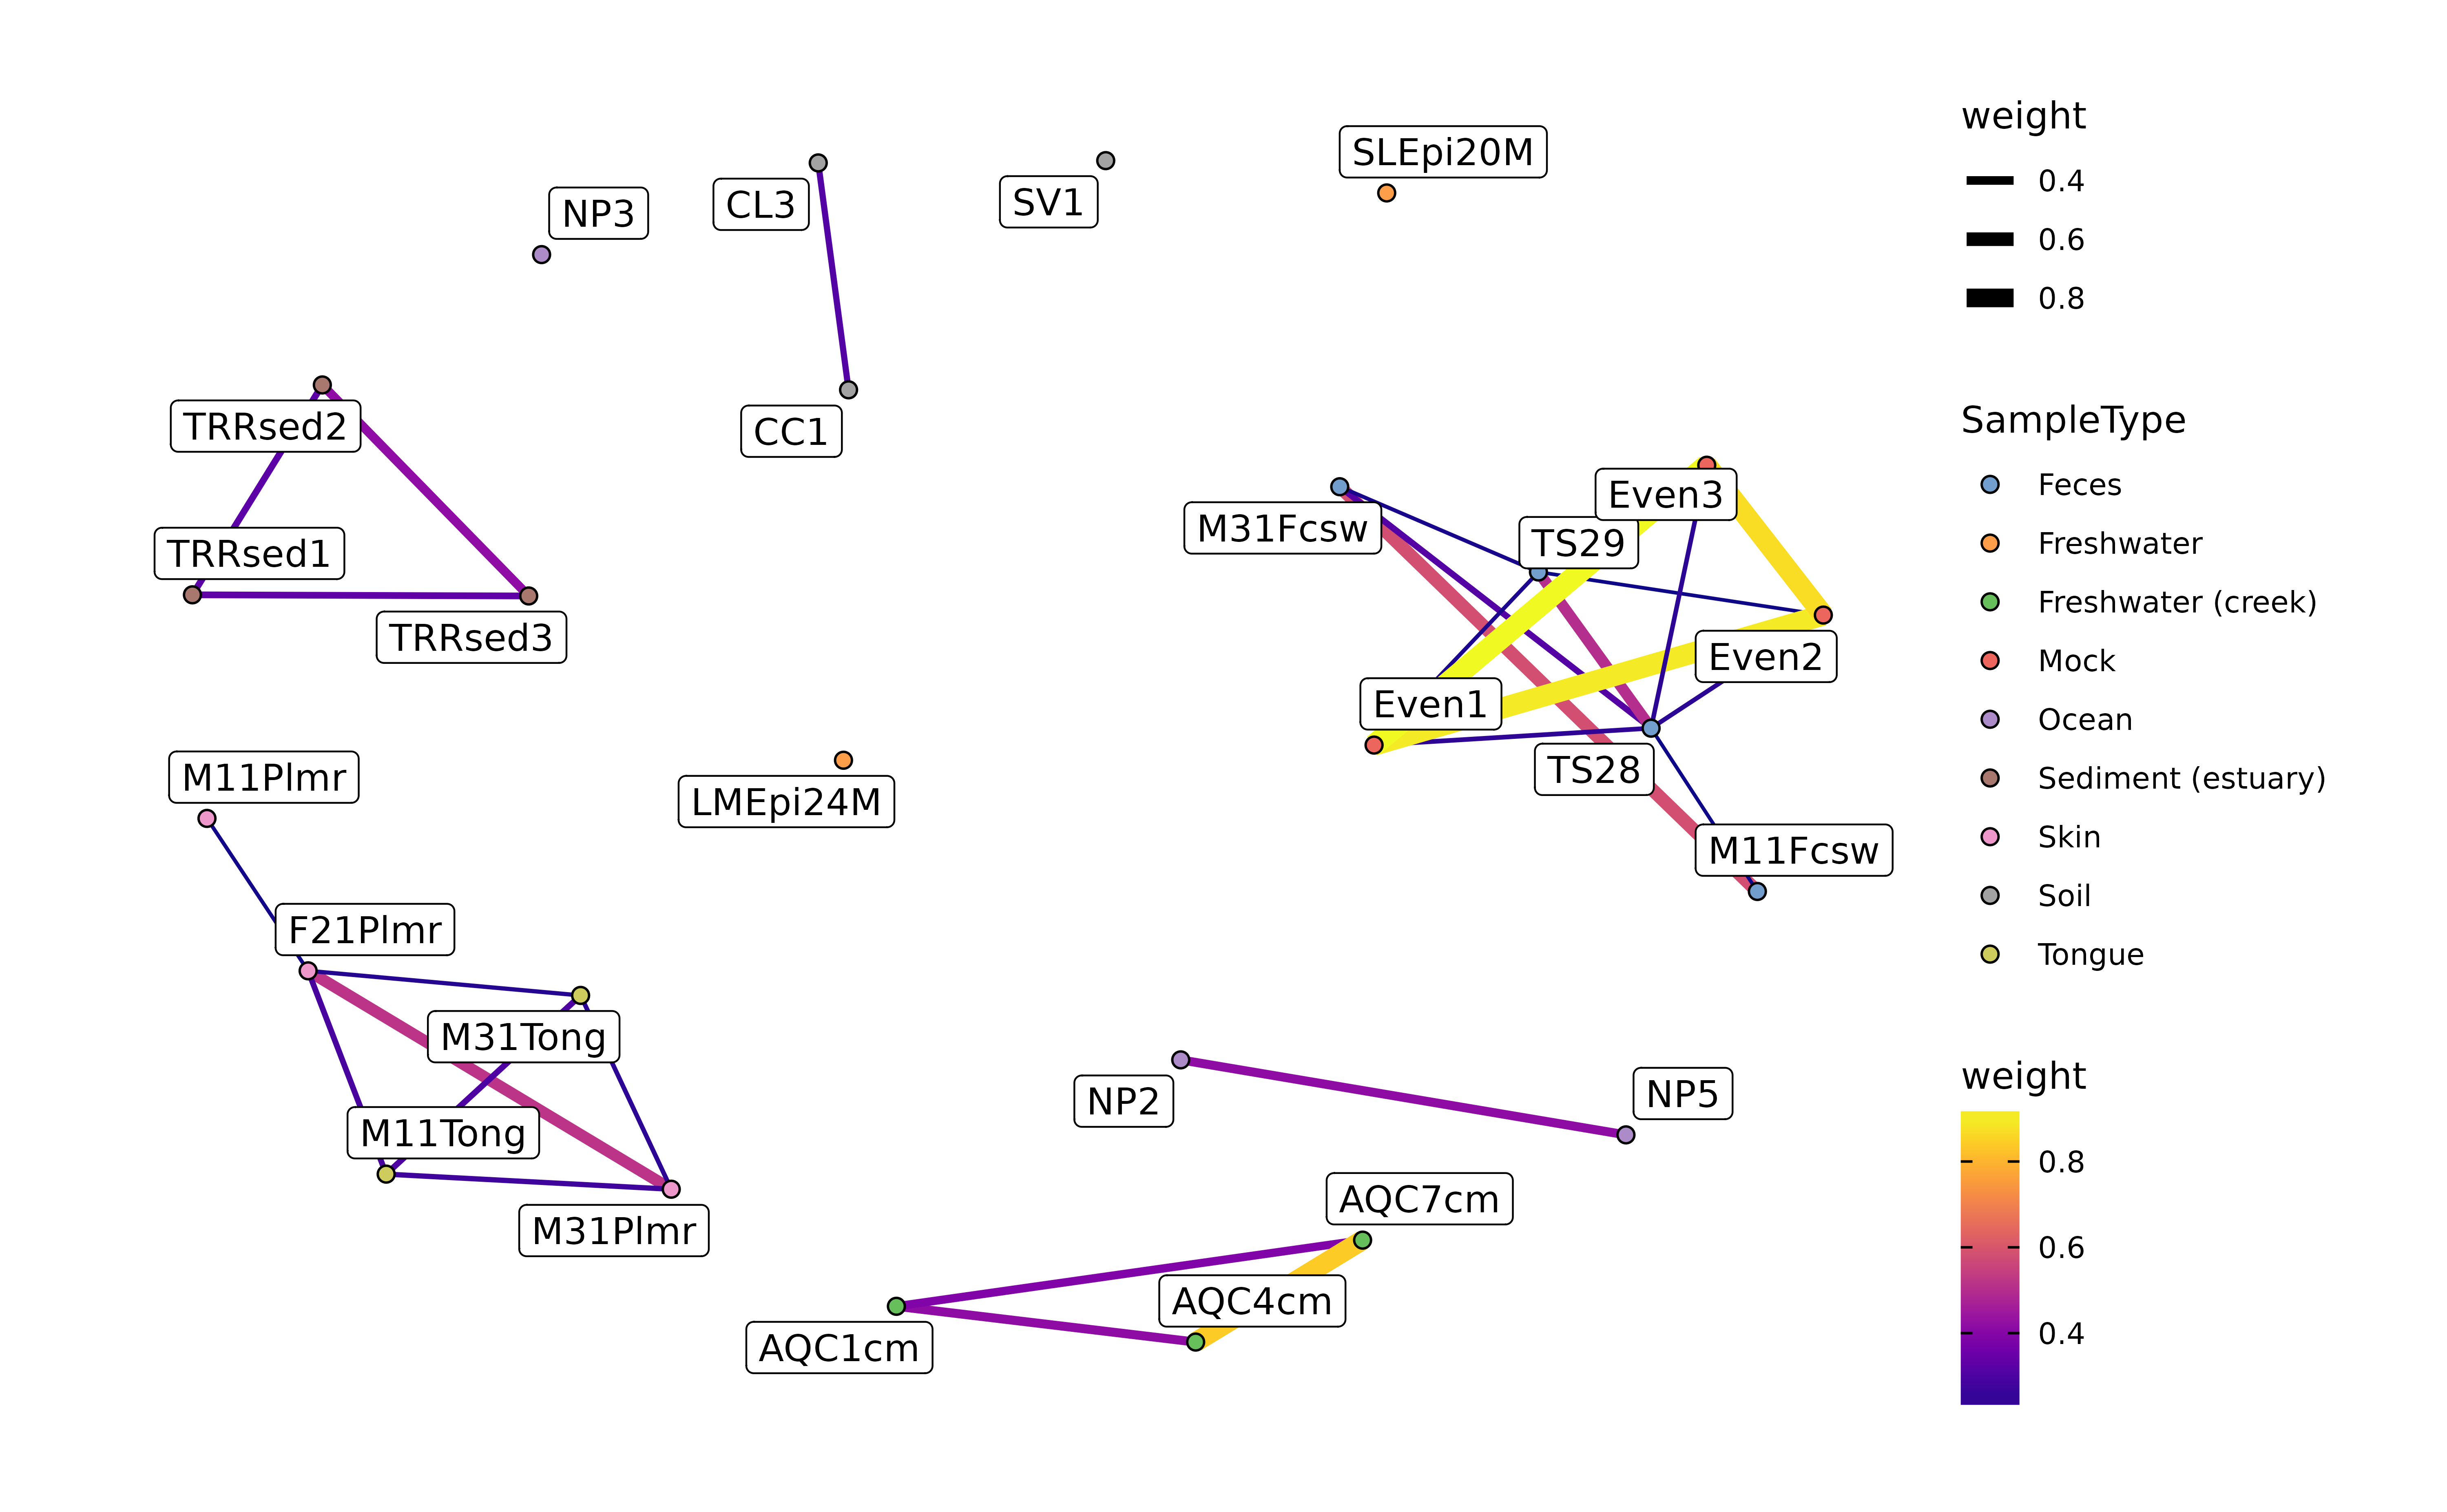 SLEpi20M
NP3
CL3
SV1
TRRsed2
CC1
Even3
M31Fcsw
TS29
TRRsed1
TRRsed3
Even2
Even1
TS28
M11Plmr
LMEpi24M
M11Fcsw
F21Plmr
M31Tong
NP2
NP5
M11Tong
AQC7cm
M31Plmr
AQC4cm
AQC1cm
weight
0.4
0.6
0.8
SampleType
Feces
Freshwater
Freshwater (creek)
Mock
Ocean
Sediment (estuary)
Skin
Soil
Tongue
weight
0.8
0.6
0.4